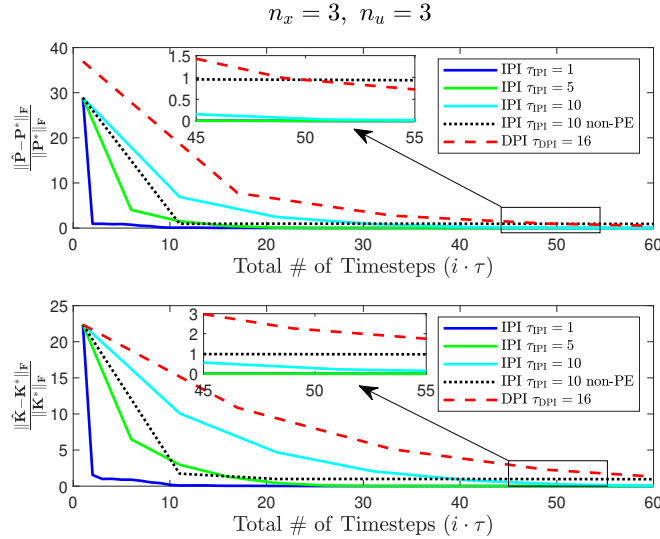 n_x = 3, n_u = 3
‖P̂−P*‖_F / ‖P*‖_F
40
30
20
10
0
0 10 20 30 40 50 60
Total # of Timesteps (i · τ)
1.5
1
0.5
0
45 50 55
IPI τ_IPI = 1
IPI τ_IPI = 5
IPI τ_IPI = 10
IPI τ_IPI = 10 non-PE
DPI τ_DPI = 16
‖K̂−K*‖_F / ‖K*‖_F
25
20
15
10
5
0
0 10 20 30 40 50 60
Total # of Timesteps (i · τ)
3
2
1
0
45 50 55
IPI τ_IPI = 1
IPI τ_IPI = 5
IPI τ_IPI = 10
IPI τ_IPI = 10 non-PE
DPI τ_DPI = 16